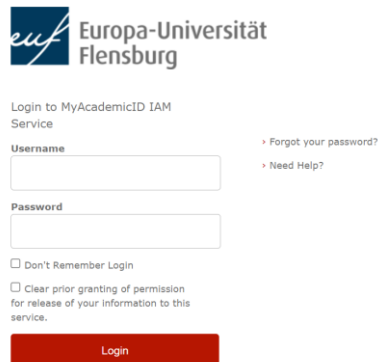 euf Europa-Universität
Flensburg
Login to MyAcademicID IAM
Service
Username
Password
Don't Remember Login
Clear prior granting of permission
for release of your information to this
service.
Login
› Forgot your password?
› Need Help?